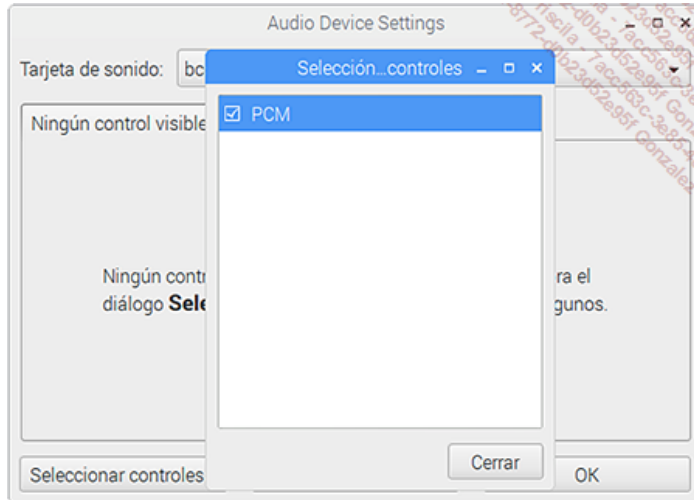 Audio Device Settings
Tarjeta de sonido: bc
Selección...controles
Ningún control visible
PCM
Ningún contr ra el
diálogo Sele gunos.
Cerrar
Seleccionar controles
OK